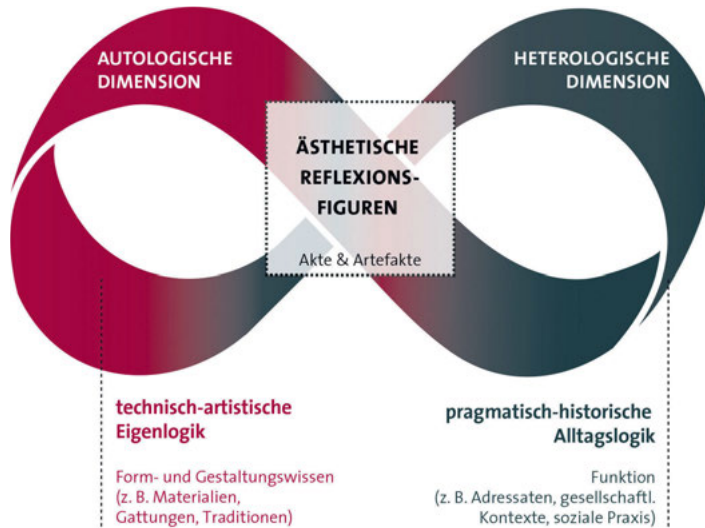 AUTOLOGISCHE
DIMENSION
HETEROLOGISCHE
DIMENSION
ÄSTHETISCHE
REFLEXIONS-
FIGUREN
Akte & Artefakte
technisch-artistische
Eigenlogik
Form- und Gestaltungswissen
(z. B. Materialien,
Gattungen, Traditionen)
pragmatisch-historische
Alltagslogik
Funktion
(z. B. Adressaten, gesellschaftl.
Kontexte, soziale Praxis)